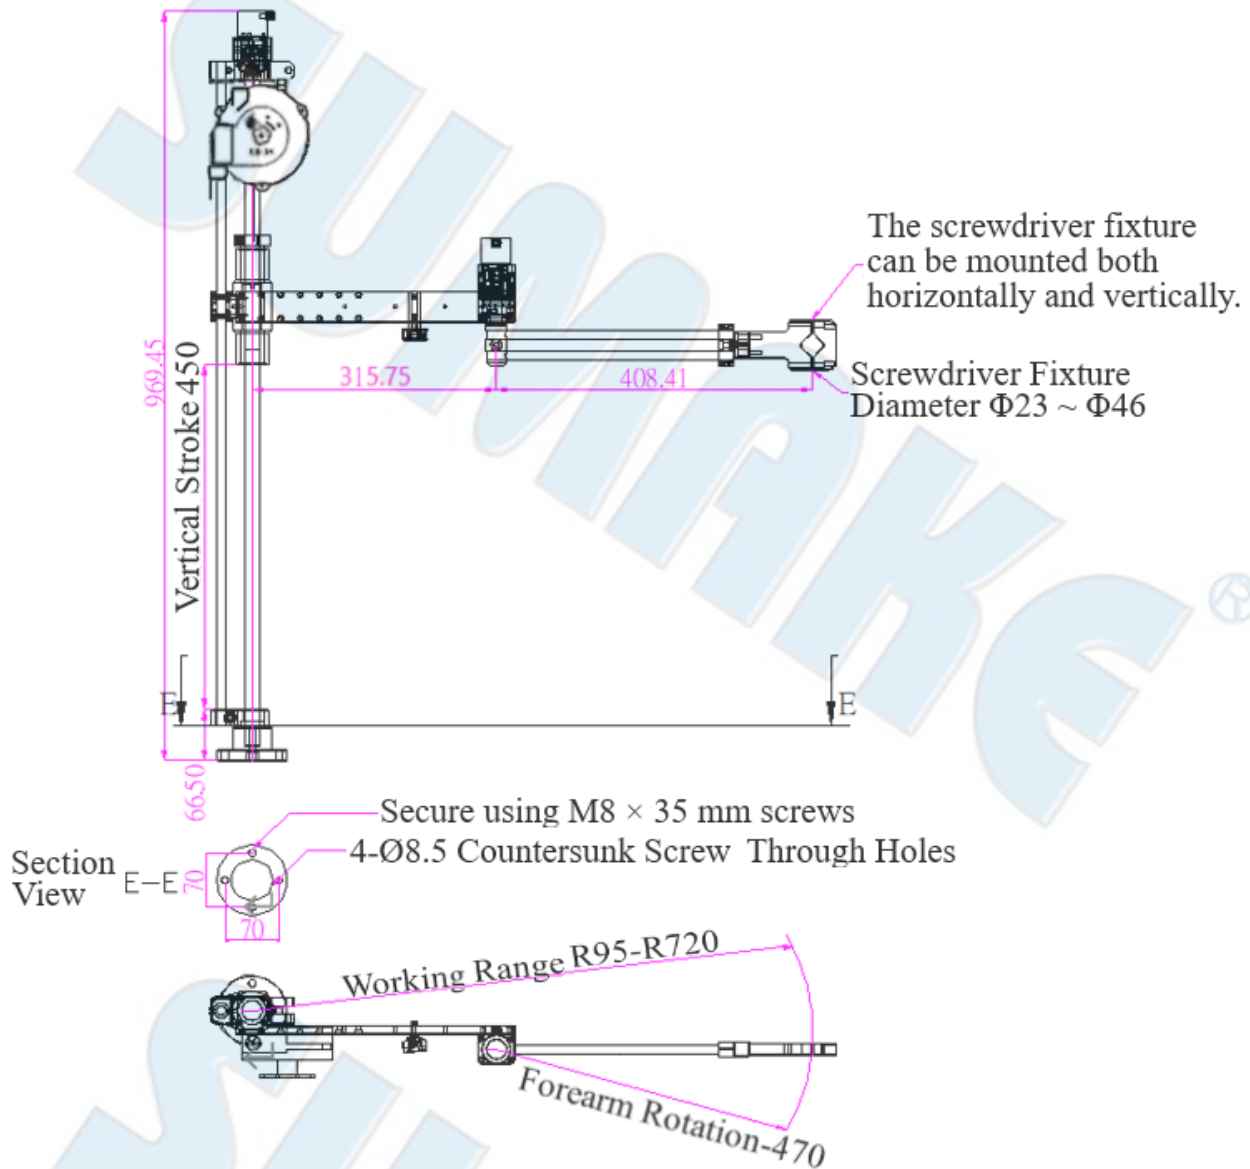 The screwdriver fixture
can be mounted both
horizontally and vertically.
969.45
Vertical Stroke 450
315.75
408.41
Screwdriver Fixture
Diameter Φ23 ~ Φ46
E
E
66.50
Secure using M8 × 35 mm screws
4-Ø8.5 Countersunk Screw Through Holes
Section
View E-E
70
70
Working Range R95-R720
Forearm Rotation-470
SUMAKE®
SU